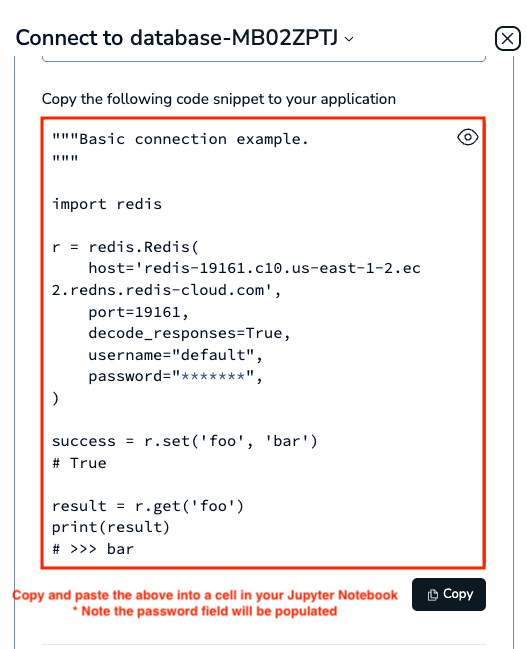 Connect to database-MB02ZPTJ
Copy the following code snippet to your application
"""Basic connection example.
"""
import redis
r = redis.Redis(
    host='redis-19161.c10.us-east-1-2.ec
2.redns.redis-cloud.com',
    port=19161,
    decode_responses=True,
    username="default",
    password="*******",
)
success = r.set('foo', 'bar')
# True
result = r.get('foo')
print(result)
# >>> bar
Copy and paste the above into a cell in your Jupyter Notebook
* Note the password field will be populated
Copy